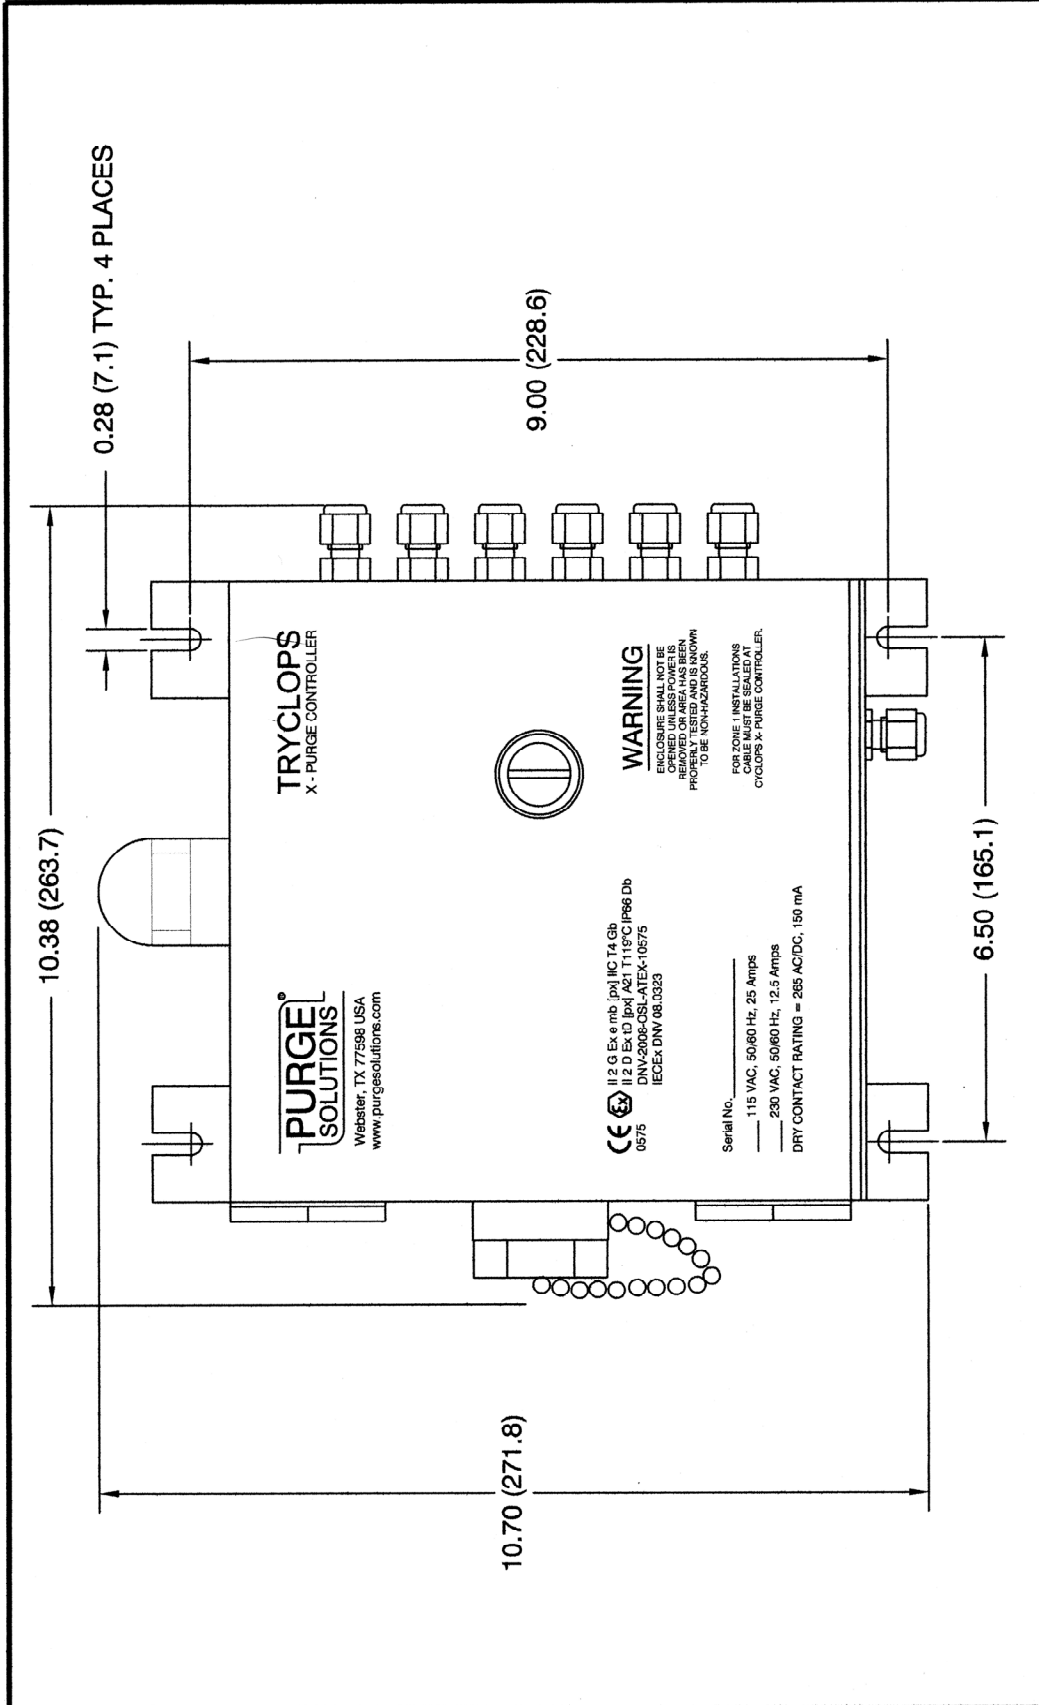 0.28 (7.1) TYP. 4 PLACES
10.38 (263.7)
9.00 (228.6)
10.70 (271.8)
6.50 (165.1)
PURGE®
SOLUTIONS
Webster, TX 77598 USA
www.purgesolutions.com
TRYCLOPS
X - PURGE CONTROLLER
CE Ex II 2 G Ex e mb [px] IIC T4 Gb
0575 II 2 D Ex tD [px] A21 T119°C IP66 Db
DNV-2008-OSL-ATEX-10575
IECEx DNV 08.0323
WARNING
ENCLOSURE SHALL NOT BE
OPENED UNLESS POWER IS
REMOVED OR AREA HAS BEEN
PROPERLY TESTED AND IS KNOWN
TO BE NON-HAZARDOUS.
FOR ZONE 1 INSTALLATIONS
CABLE MUST BE SEALED AT
CYCLOPS X- PURGE CONTROLLER.
Serial No.
115 VAC, 50/60 Hz, 25 Amps
230 VAC, 50/60 Hz, 12.5 Amps
DRY CONTACT RATING = 265 AC/DC, 150 mA